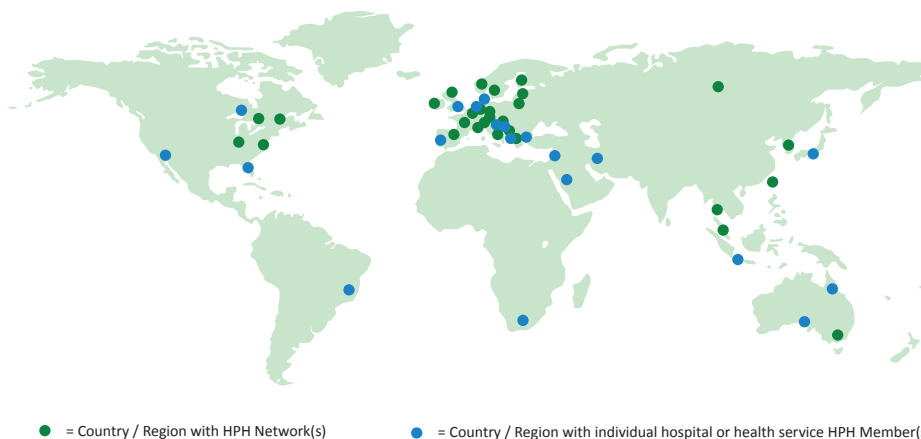 = Country / Region with HPH Network(s)
= Country / Region with individual hospital or health service HPH Member(